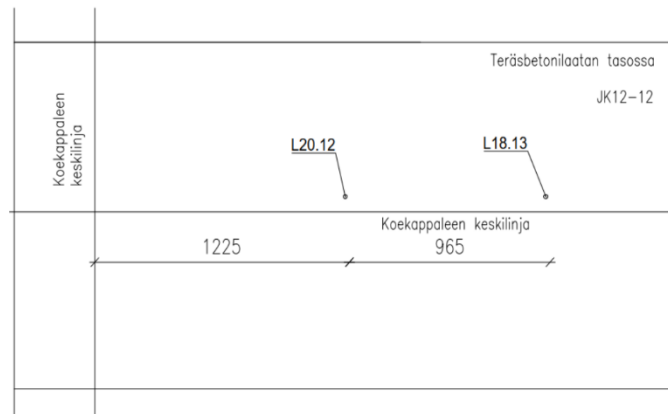 Teräsbetonilaatan tasossa
JK12-12
Koekappaleen
keskilinja
L20.12
L18.13
Koekappaleen keskilinja
1225
965